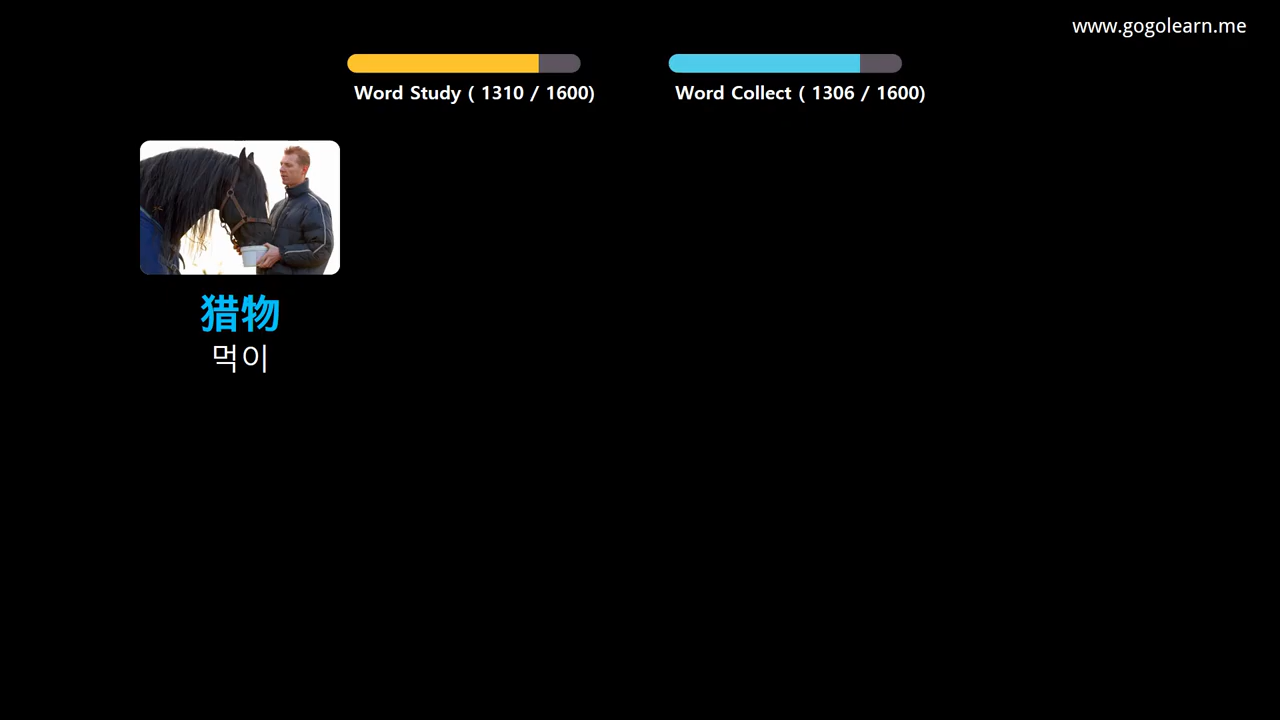 www.gogolearn.me
Word Study ( 1310 / 1600)
Word Collect ( 1306 / 1600)
猎物
먹이